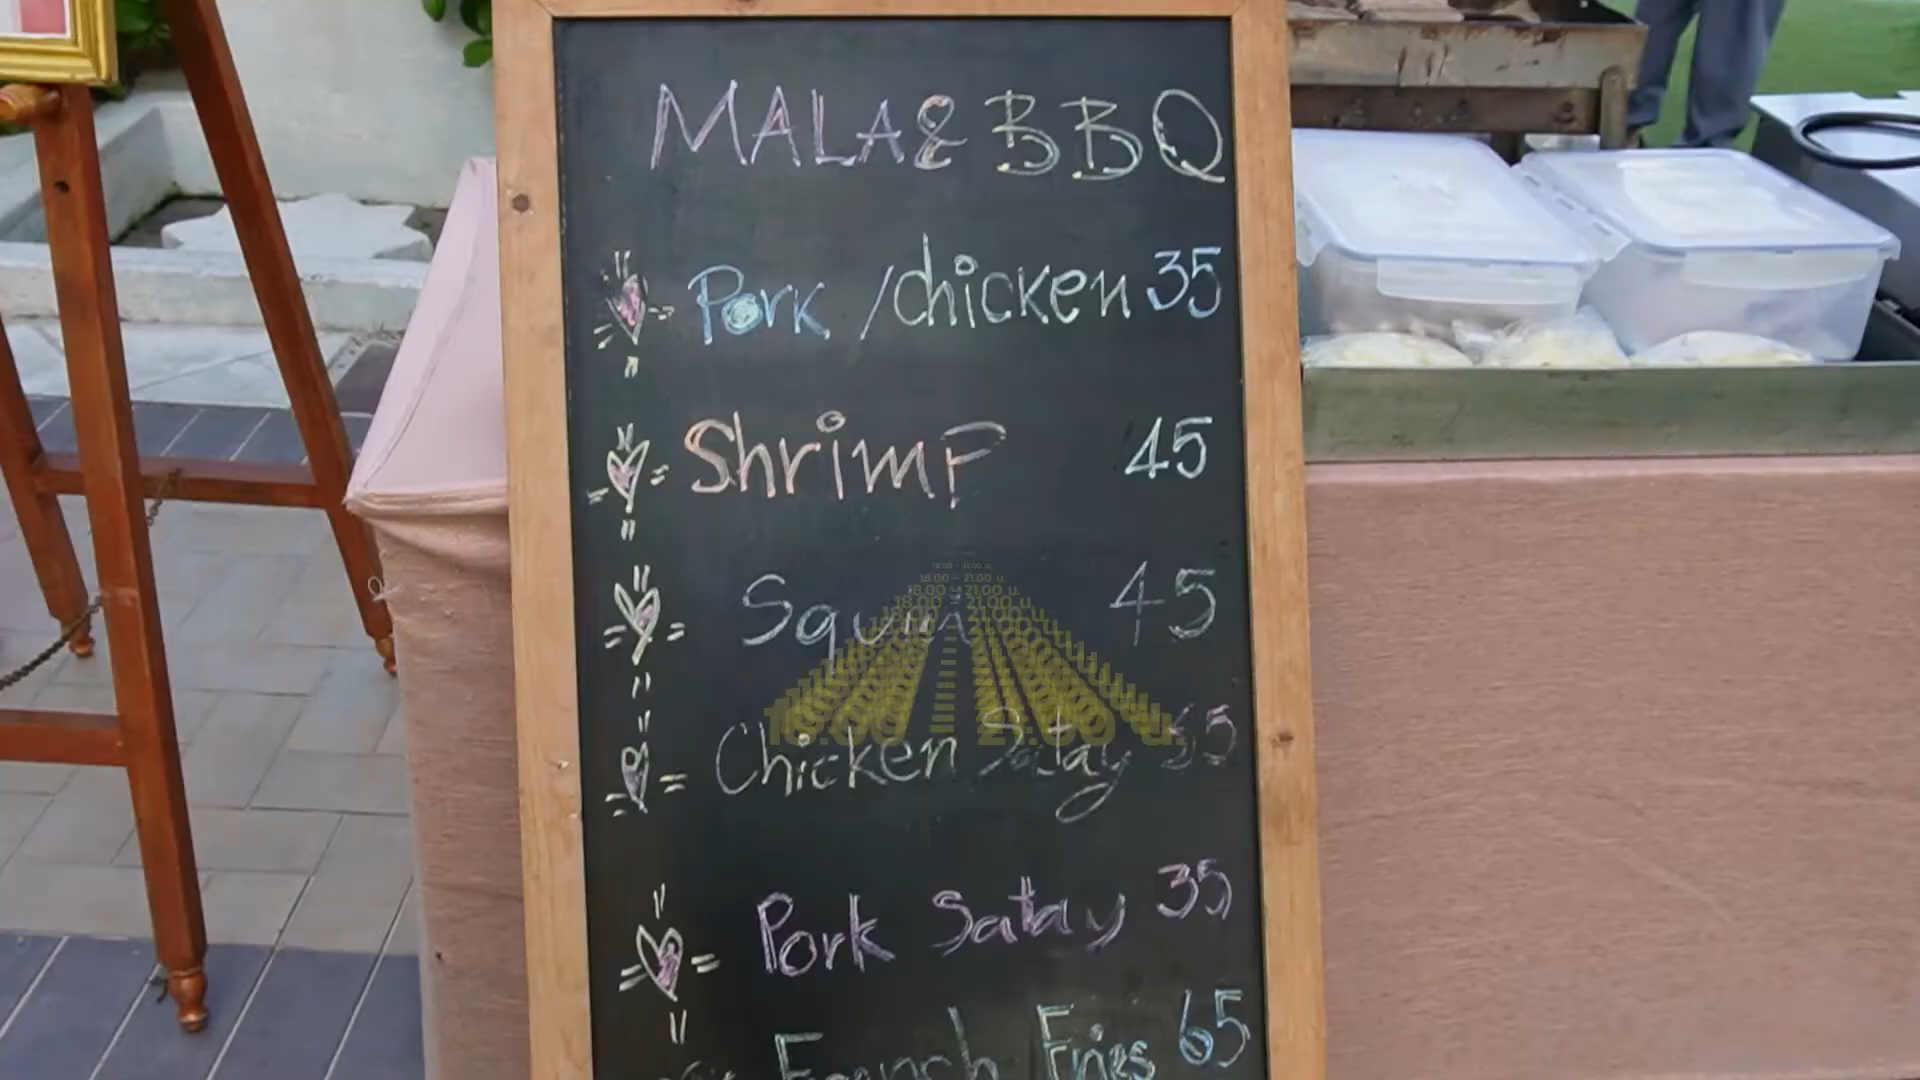 MALA & BBQ
Pork /chicken 35
Shrimp 45
45
18.00 - 21.00 น.
Chicken Satay
Pork Satay 35
French Fries 65